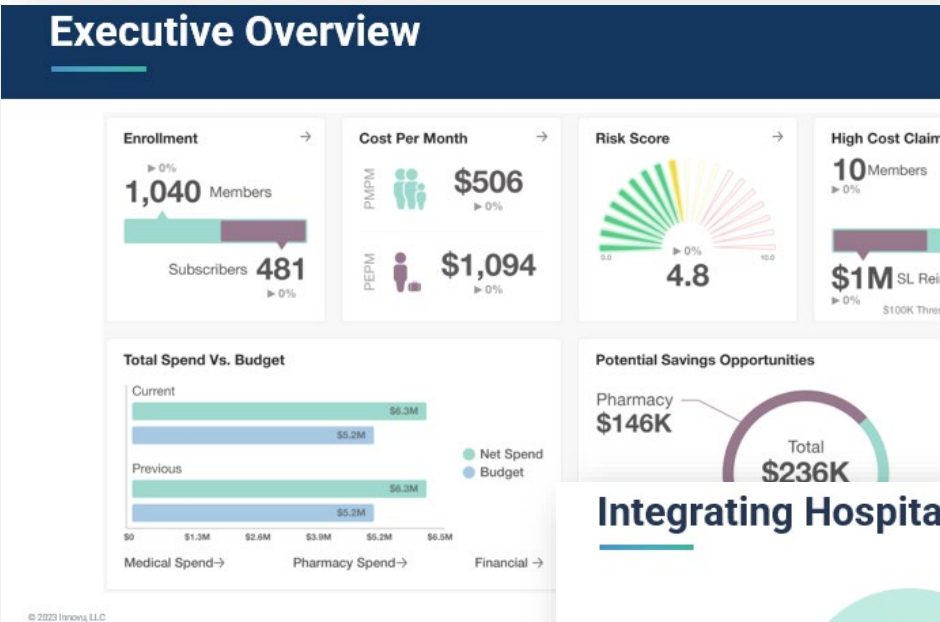 Executive Overview
Enrollment
▶ 0%
1,040 Members
Subscribers 481
▶ 0%
Cost Per Month
PMPM
$506
▶ 0%
PEPM
$1,094
▶ 0%
Risk Score
0.0
10.0
▶ 0%
4.8
High Cost Claim
10 Members
▶ 0%
$1M SL Rei
▶ 0%
$100K Thre
Total Spend Vs. Budget
Current
$6.3M
$5.2M
Previous
$6.3M
$5.2M
$0 $1.3M $2.6M $3.9M $5.2M $6.5M
Net Spend
Budget
Medical Spend→ Pharmacy Spend→ Financial →
Potential Savings Opportunities
Pharmacy
$146K
Total
$236K
Integrating Hospita
© 2023 Innovu, LLC